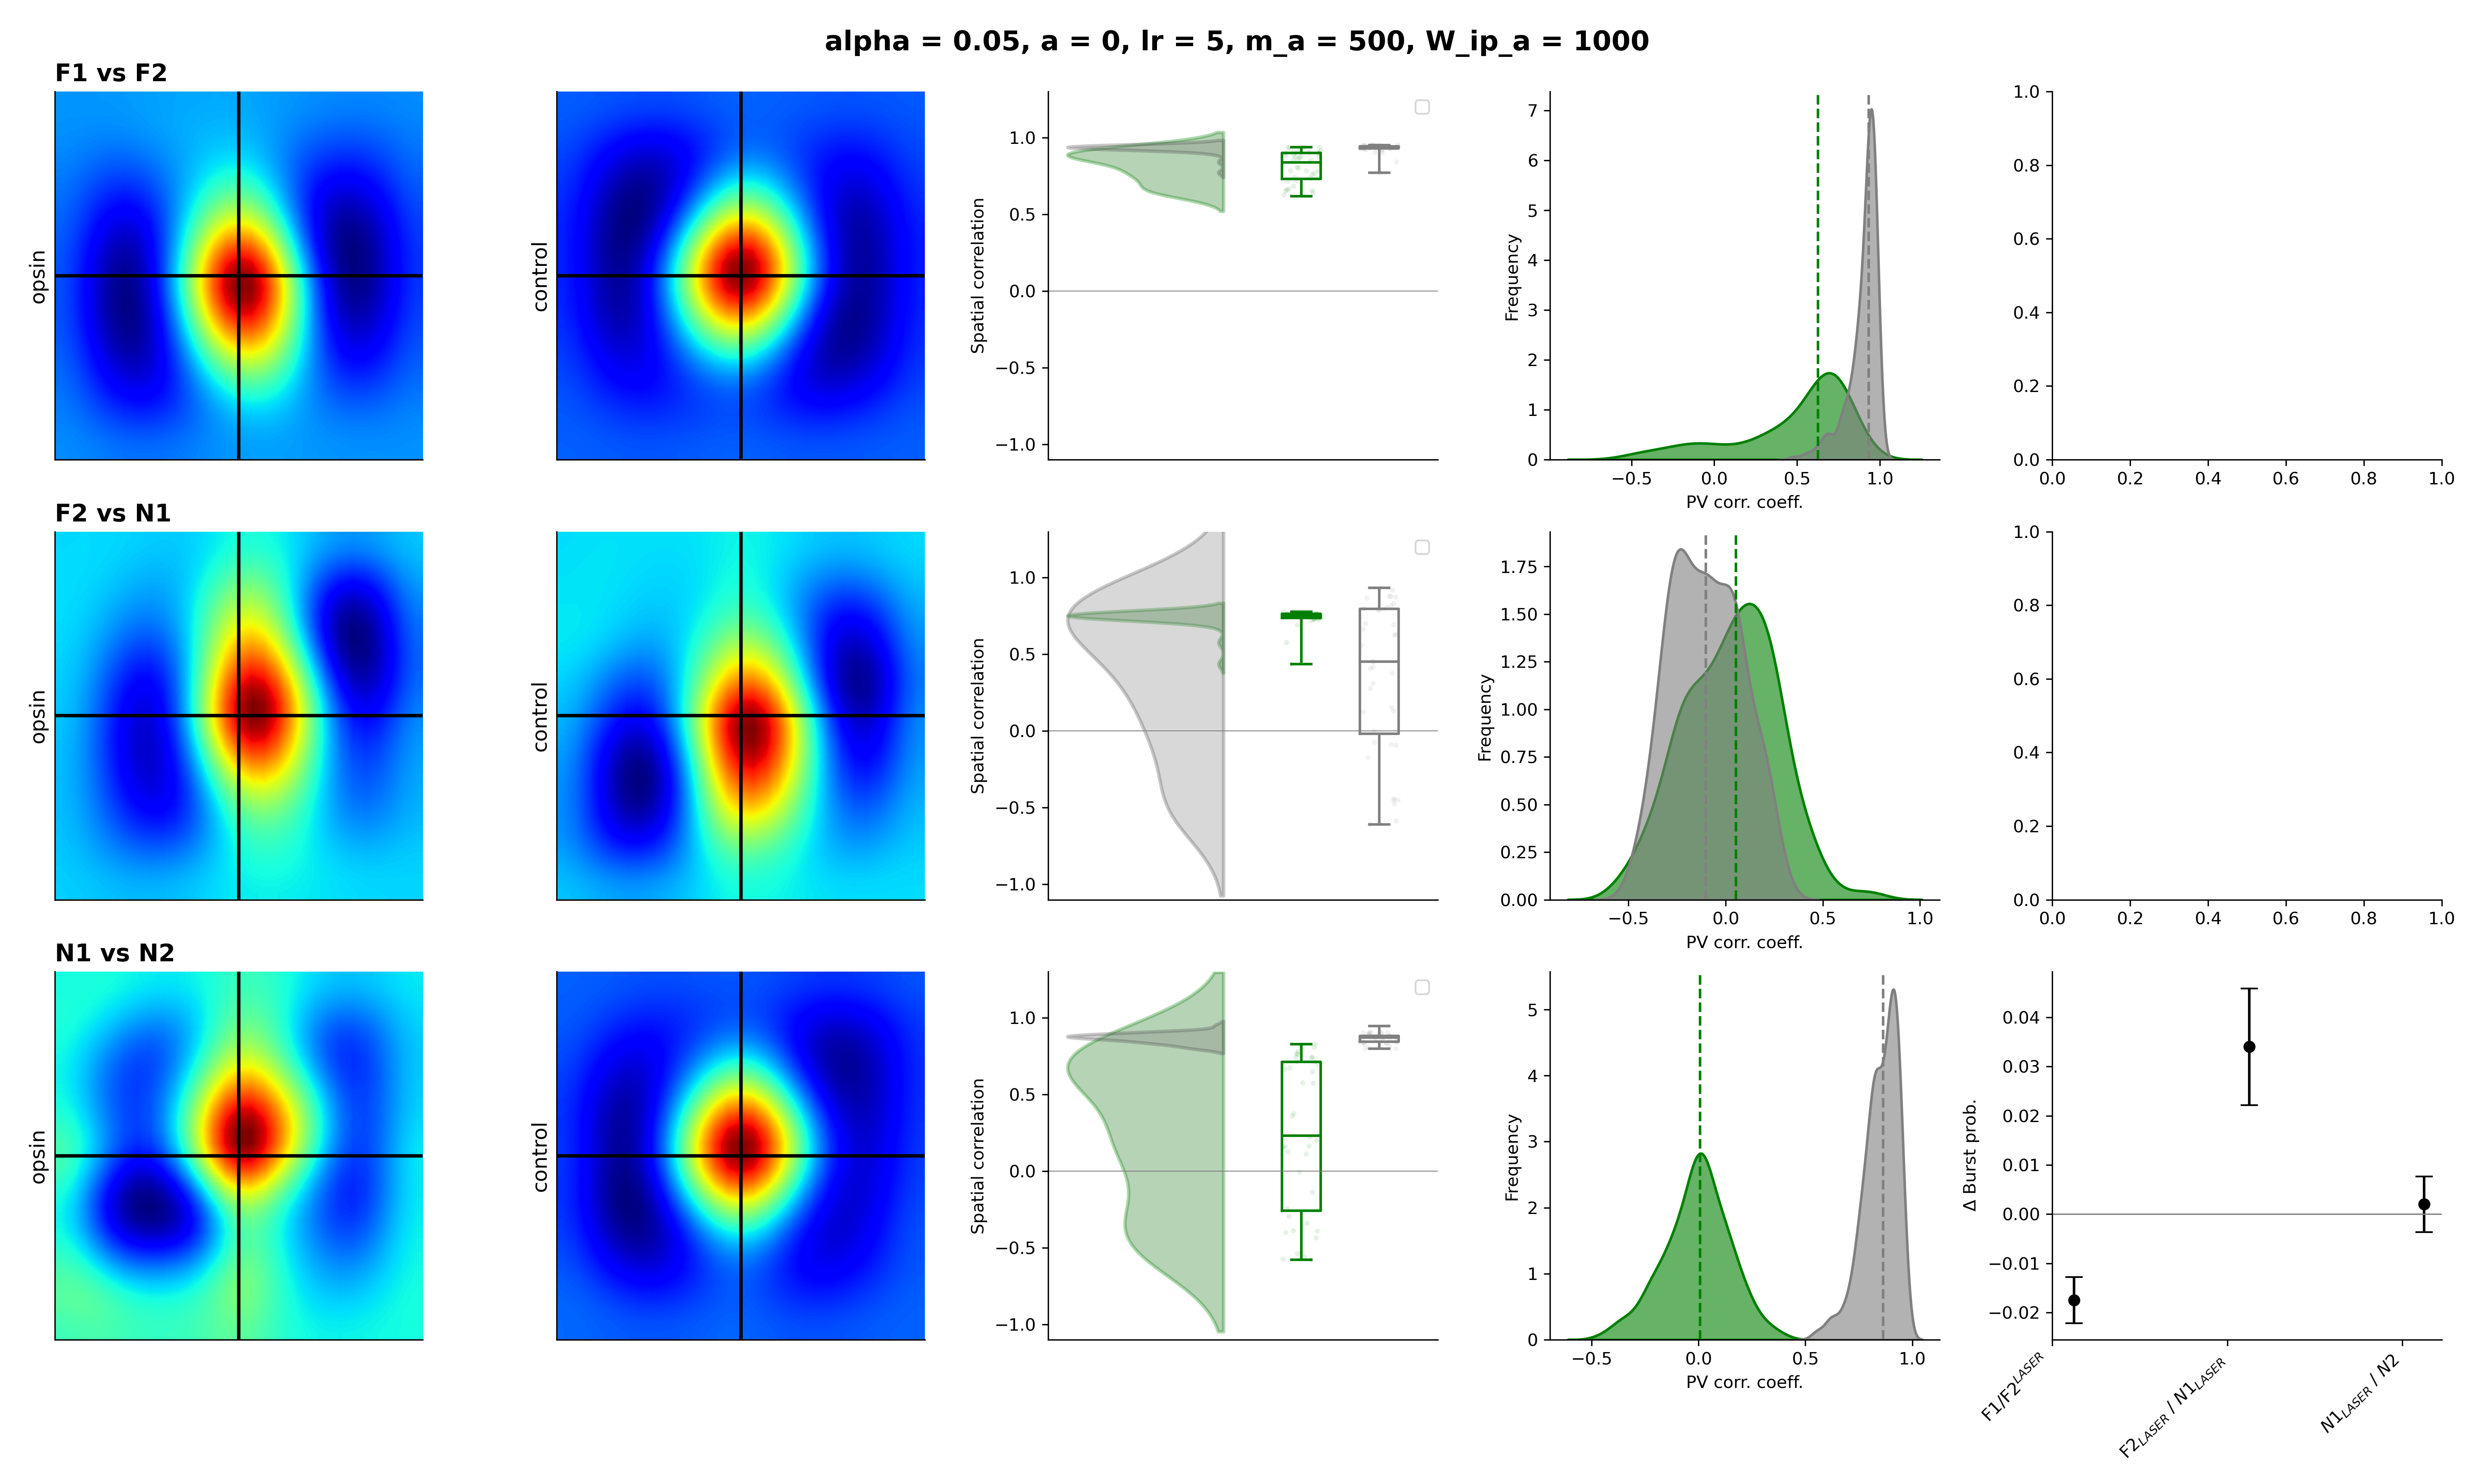 alpha = 0.05, a = 0, lr = 5, m_a = 500, W_ip_a = 1000
F1 vs F2
opsin
control
Spatial correlation
1.0
0.5
0.0
−0.5
−1.0
Frequency
7
6
5
4
3
2
1
0
−0.5 0.0 0.5 1.0
PV corr. coeff.
1.0
0.8
0.6
0.4
0.2
0.0
0.0 0.2 0.4 0.6 0.8 1.0
F2 vs N1
opsin
control
Spatial correlation
1.0
0.5
0.0
−0.5
−1.0
Frequency
1.75
1.50
1.25
1.00
0.75
0.50
0.25
0.00
−0.5 0.0 0.5 1.0
PV corr. coeff.
1.0
0.8
0.6
0.4
0.2
0.0
0.0 0.2 0.4 0.6 0.8 1.0
N1 vs N2
opsin
control
Spatial correlation
1.0
0.5
0.0
−0.5
−1.0
Frequency
5
4
3
2
1
0
−0.5 0.0 0.5 1.0
PV corr. coeff.
Δ Burst prob.
0.04
0.03
0.02
0.01
0.00
−0.01
−0.02
F1/F2^LASER
F2_LASER / N1_LASER
N1_LASER / N2